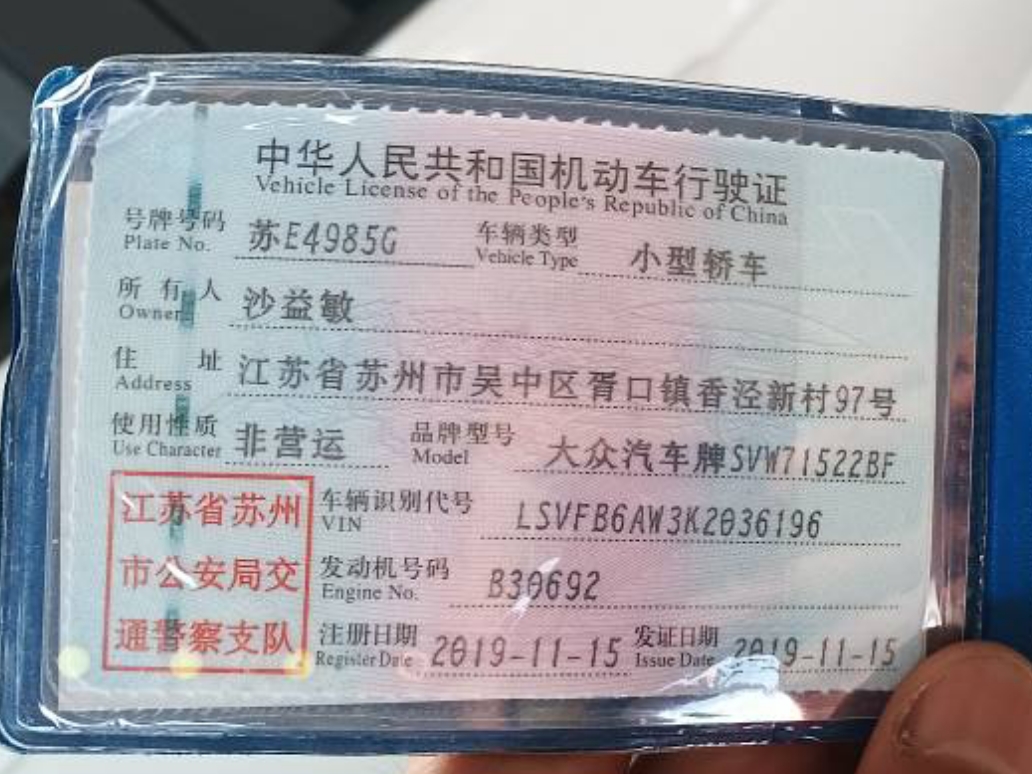 中华人民共和国机动车行驶证
Vehicle License of the People's Republic of China
号牌号码 苏E4985G 车辆类型 小型轿车
Plate No. Vehicle Type
所有人 沙益敏
Owner
住址 江苏省苏州市吴中区胥口镇香泾新村97号
Address
使用性质 非营运 品牌型号 大众汽车牌SVW71522BF
Use Character Model
江苏省苏州 车辆识别代号 LSVFB6AW3K2036196
VIN
市公安局交 发动机号码 B30692
Engine No.
通警察支队 注册日期 2019-11-15 发证日期 2019-11-15
Register Date Issue Date